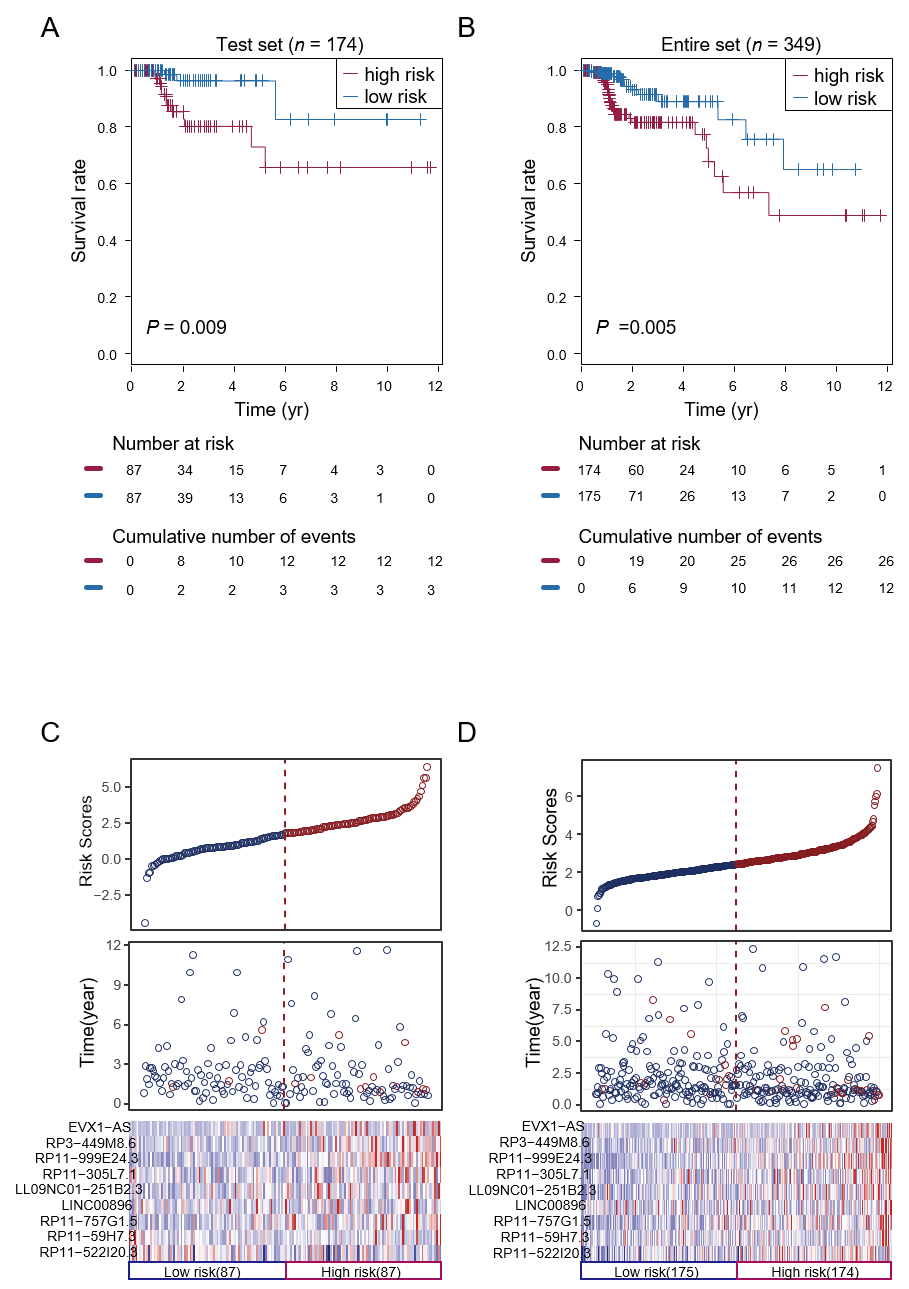 A
B
Test set (n = 174)
1.0
0.8
0.6
0.4
0.2
0.0
Survival rate
high risk
low risk
P = 0.009
0 2 4 6 8 10 12
Time (yr)
Number at risk
87 34 15 7 4 3 0
87 39 13 6 3 1 0
Cumulative number of events
0 8 10 12 12 12 12
0 2 2 3 3 3 3
Entire set (n = 349)
1.0
0.8
0.6
0.4
0.2
0.0
Survival rate
high risk
low risk
P =0.005
0 2 4 6 8 10 12
Time (yr)
Number at risk
174 60 24 10 6 5 1
175 71 26 13 7 2 0
Cumulative number of events
0 19 20 25 26 26 26
0 6 9 10 11 12 12
C
D
Risk Scores
5.0
2.5
0.0
−2.5
Time(year)
12
9
6
3
0
EVX1−AS
RP3−449M8.6
RP11−999E24.3
RP11−305L7.1
LL09NC01−251B2.3
LINC00896
RP11−757G1.5
RP11−59H7.3
RP11−522I20.3
Low risk(87) High risk(87)
Risk Scores
6
4
2
0
Time(year)
12.5
10.0
7.5
5.0
2.5
0.0
EVX1−AS
RP3−449M8.6
RP11−999E24.3
RP11−305L7.1
LL09NC01−251B2.3
LINC00896
RP11−757G1.5
RP11−59H7.3
RP11−522I20.3
Low risk(175) High risk(174)